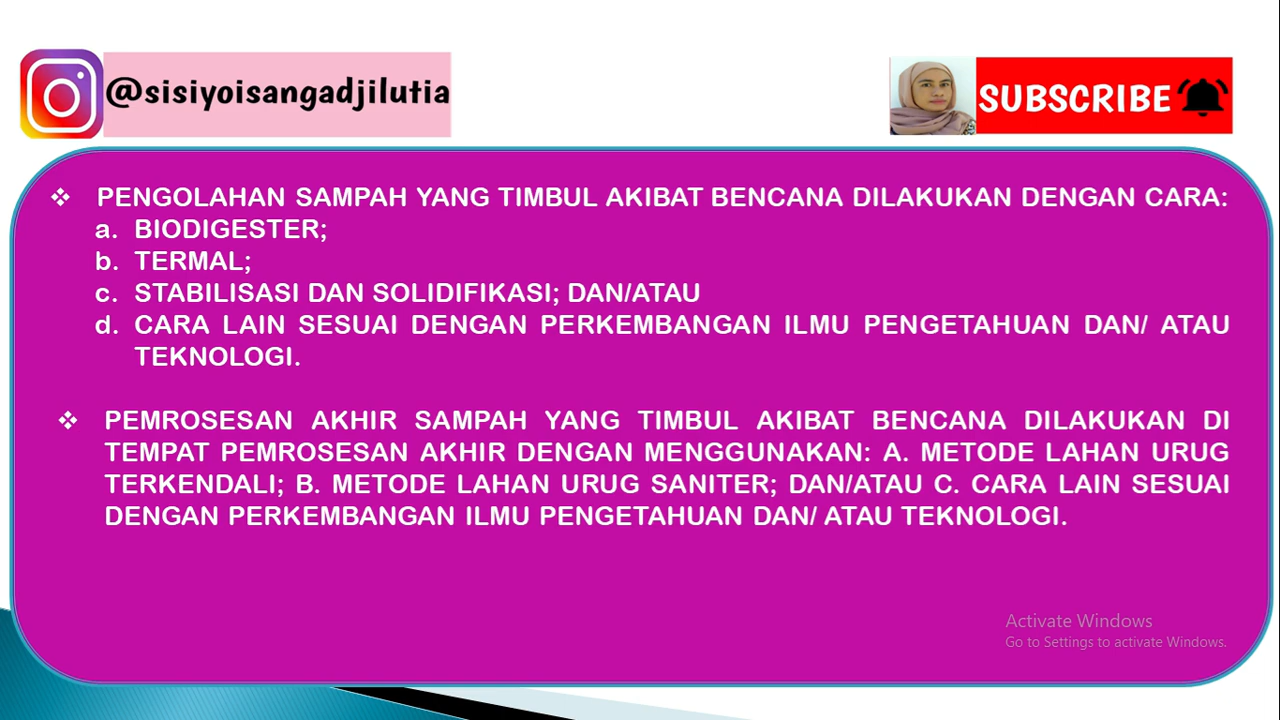 @sisiyoisangadjilutia
SUBSCRIBE
❖ PENGOLAHAN SAMPAH YANG TIMBUL AKIBAT BENCANA DILAKUKAN DENGAN CARA:
a. BIODIGESTER;
b. TERMAL;
c. STABILISASI DAN SOLIDIFIKASI; DAN/ATAU
d. CARA LAIN SESUAI DENGAN PERKEMBANGAN ILMU PENGETAHUAN DAN/ ATAU
TEKNOLOGI.
❖ PEMROSESAN AKHIR SAMPAH YANG TIMBUL AKIBAT BENCANA DILAKUKAN DI
TEMPAT PEMROSESAN AKHIR DENGAN MENGGUNAKAN: A. METODE LAHAN URUG
TERKENDALI; B. METODE LAHAN URUG SANITER; DAN/ATAU C. CARA LAIN SESUAI
DENGAN PERKEMBANGAN ILMU PENGETAHUAN DAN/ ATAU TEKNOLOGI.
Activate Windows
Go to Settings to activate Windows.